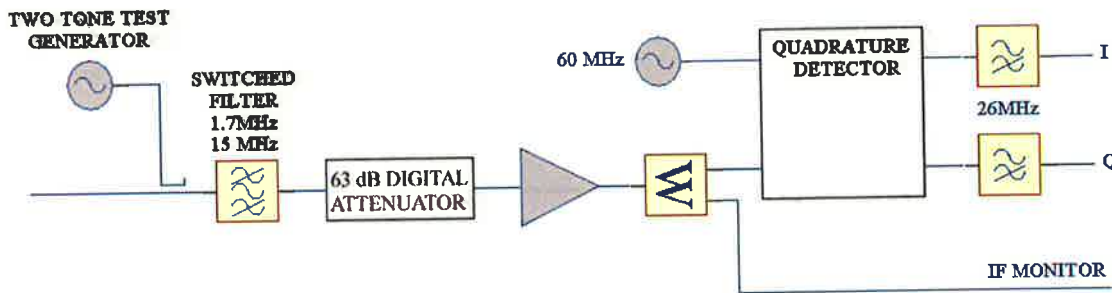 TWO TONE TEST
GENERATOR
SWITCHED
FILTER
1.7MHz
15 MHz
63 dB DIGITAL
ATTENUATOR
W
60 MHz
QUADRATURE
DETECTOR
26MHz
I
Q
IF MONITOR